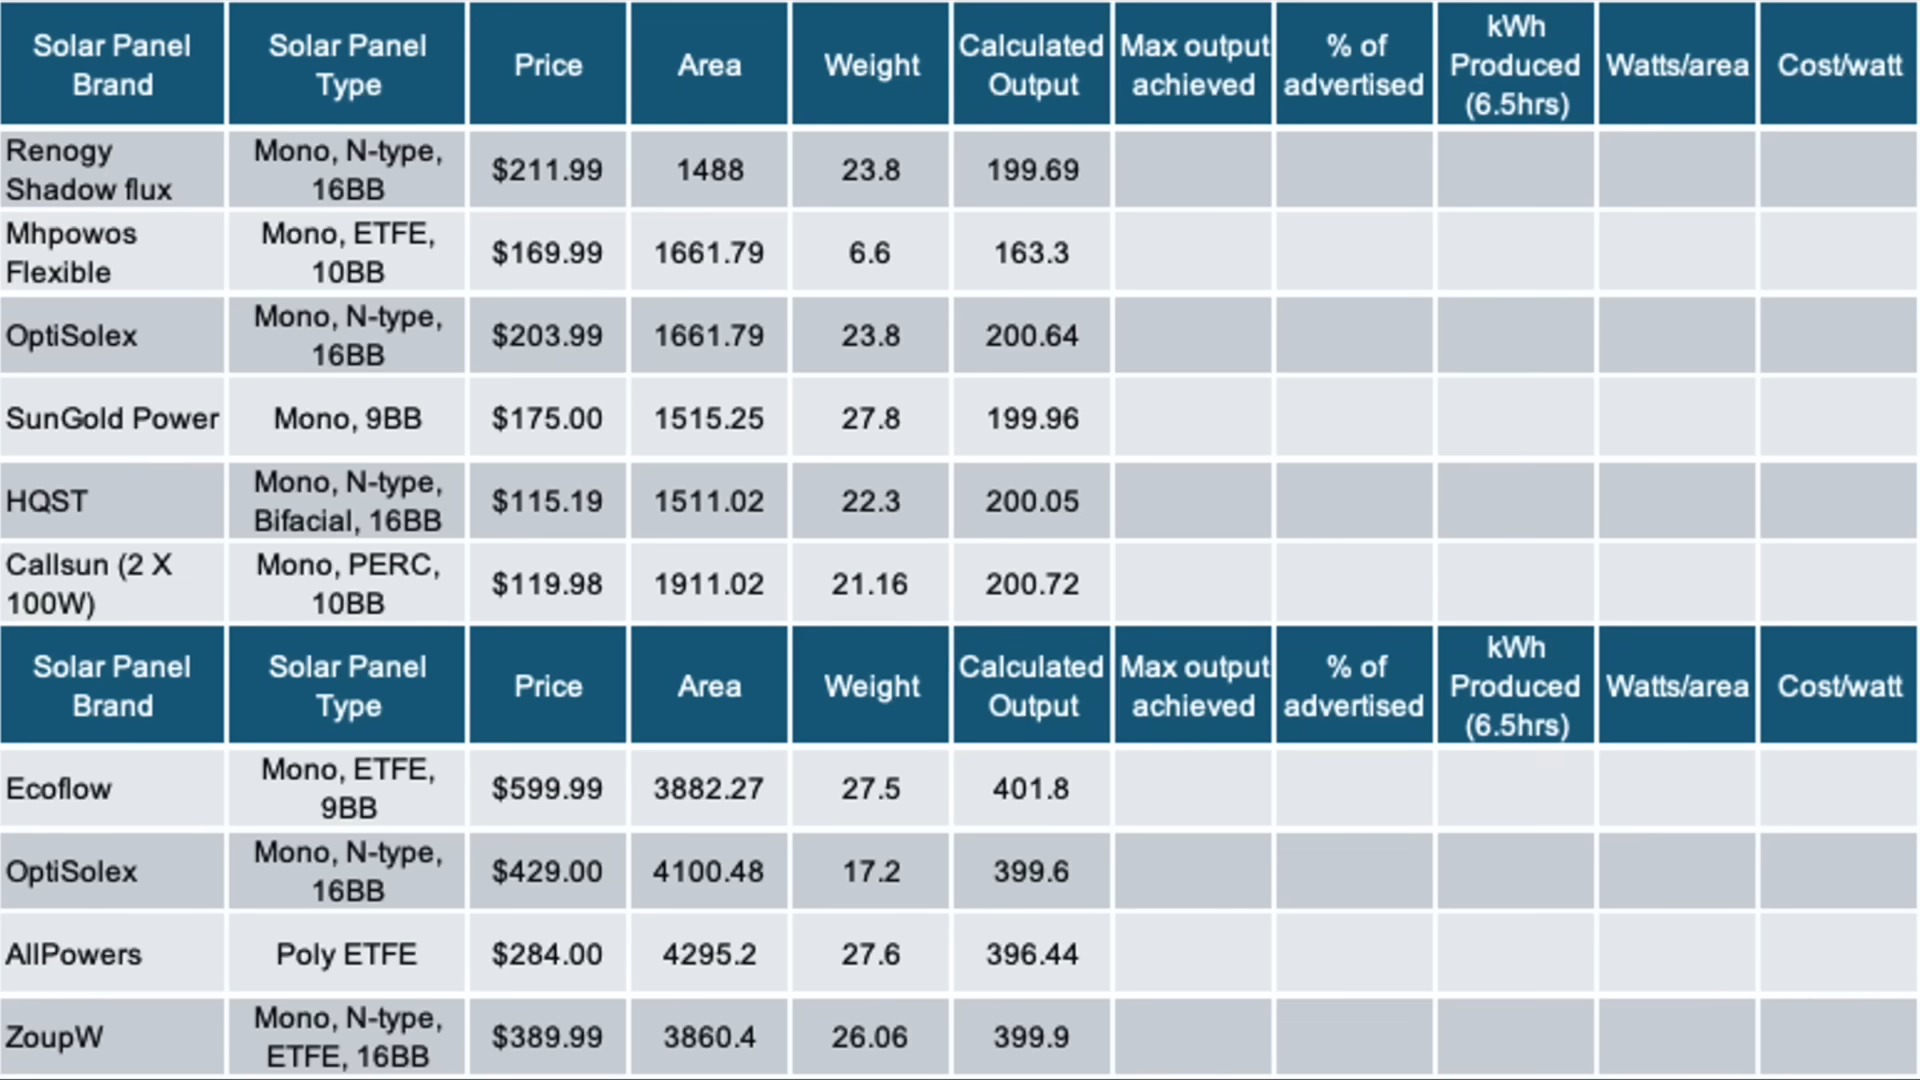 Solar Panel Brand | Solar Panel Type | Price | Area | Weight | Calculated Output | Max output achieved | % of advertised | kWh Produced (6.5hrs) | Watts/area | Cost/watt
Renogy Shadow flux | Mono, N-type, 16BB | $211.99 | 1488 | 23.8 | 199.69
Mhpowos Flexible | Mono, ETFE, 10BB | $169.99 | 1661.79 | 6.6 | 163.3
OptiSolex | Mono, N-type, 16BB | $203.99 | 1661.79 | 23.8 | 200.64
SunGold Power | Mono, 9BB | $175.00 | 1515.25 | 27.8 | 199.96
HQST | Mono, N-type, Bifacial, 16BB | $115.19 | 1511.02 | 22.3 | 200.05
Callsun (2 X 100W) | Mono, PERC, 10BB | $119.98 | 1911.02 | 21.16 | 200.72
Solar Panel Brand | Solar Panel Type | Price | Area | Weight | Calculated Output | Max output achieved | % of advertised | kWh Produced (6.5hrs) | Watts/area | Cost/watt
Ecoflow | Mono, ETFE, 9BB | $599.99 | 3882.27 | 27.5 | 401.8
OptiSolex | Mono, N-type, 16BB | $429.00 | 4100.48 | 17.2 | 399.6
AllPowers | Poly ETFE | $284.00 | 4295.2 | 27.6 | 396.44
ZoupW | Mono, N-type, ETFE, 16BB | $389.99 | 3860.4 | 26.06 | 399.9